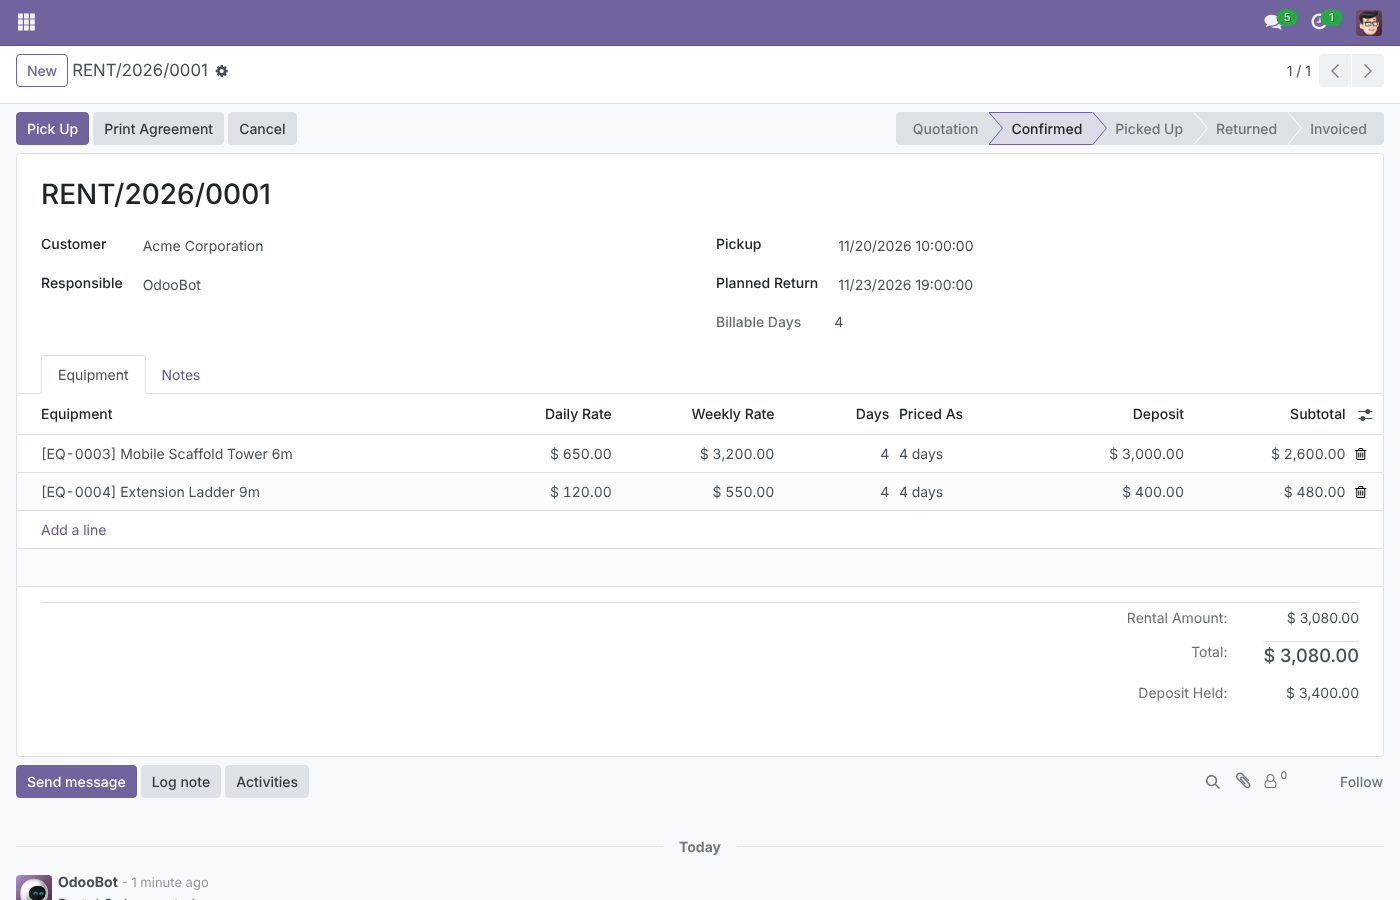 5
1
New
RENT/2026/0001
1 / 1
Pick Up
Print Agreement
Cancel
Quotation
Confirmed
Picked Up
Returned
Invoiced
RENT/2026/0001
Customer
Acme Corporation
Pickup
11/20/2026 10:00:00
Responsible
OdooBot
Planned Return
11/23/2026 19:00:00
Billable Days
4
Equipment
Notes
Equipment Daily Rate Weekly Rate Days Priced As Deposit Subtotal
[EQ-0003] Mobile Scaffold Tower 6m $ 650.00 $ 3,200.00 4 4 days $ 3,000.00 $ 2,600.00
[EQ-0004] Extension Ladder 9m $ 120.00 $ 550.00 4 4 days $ 400.00 $ 480.00
Add a line
Rental Amount: $ 3,080.00
Total: $ 3,080.00
Deposit Held: $ 3,400.00
Send message
Log note
Activities
0
Follow
Today
OdooBot - 1 minute ago